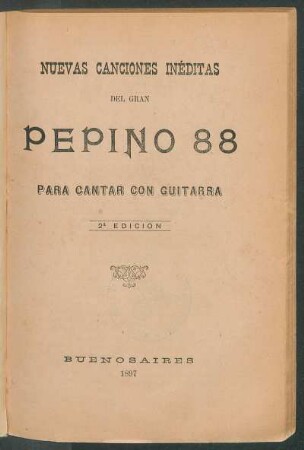 NUEVAS CANCIONES INÉDITAS
DEL GRAN
PEPINO 88
PARA CANTAR CON GUITARRA
2ª EDICIÓN
BUENOSAIRES
1897